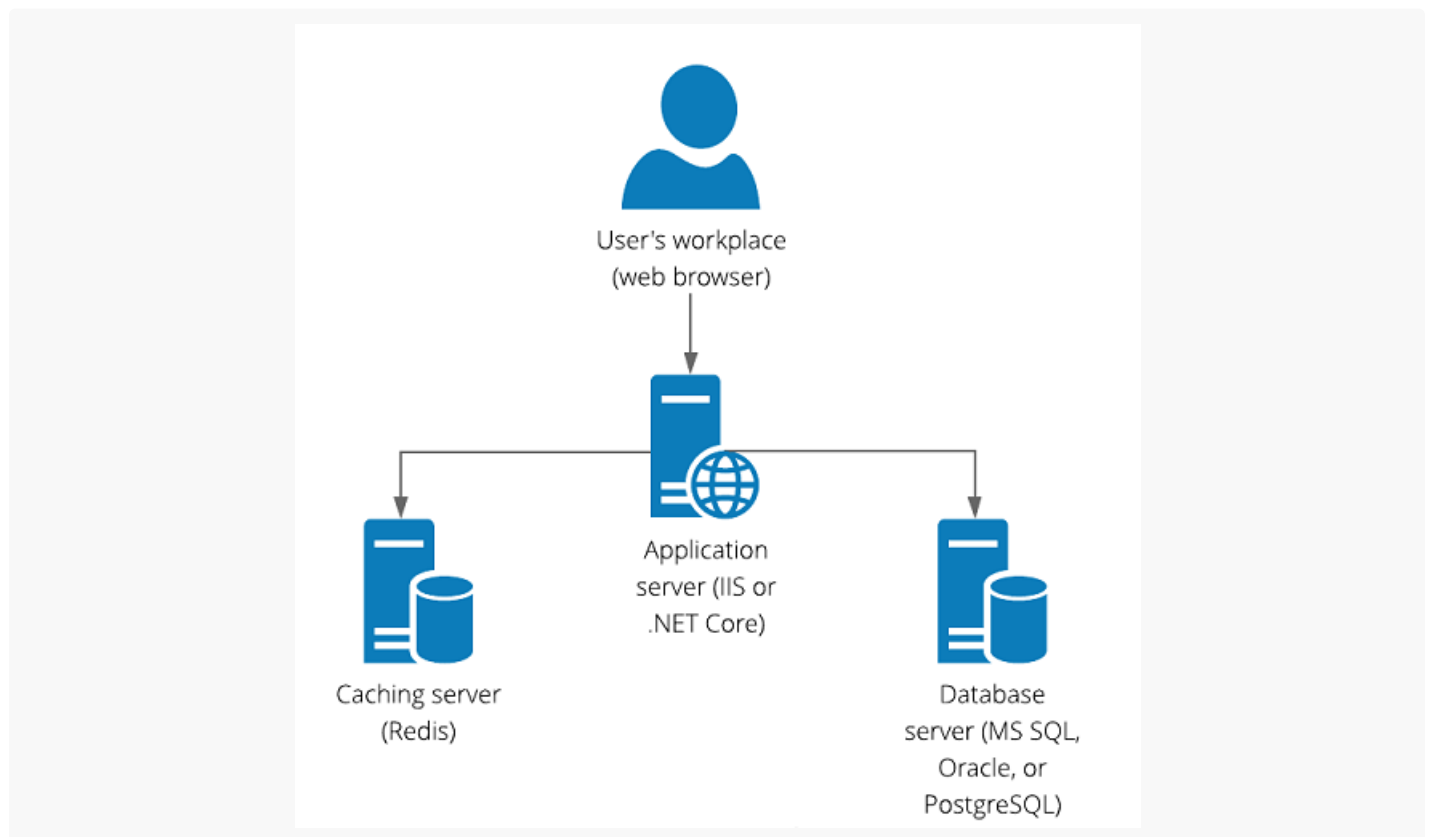 User's workplace
(web browser)
Application
server (IIS or
.NET Core)
Caching server
(Redis)
Database
server (MS SQL,
Oracle, or
PostgreSQL)